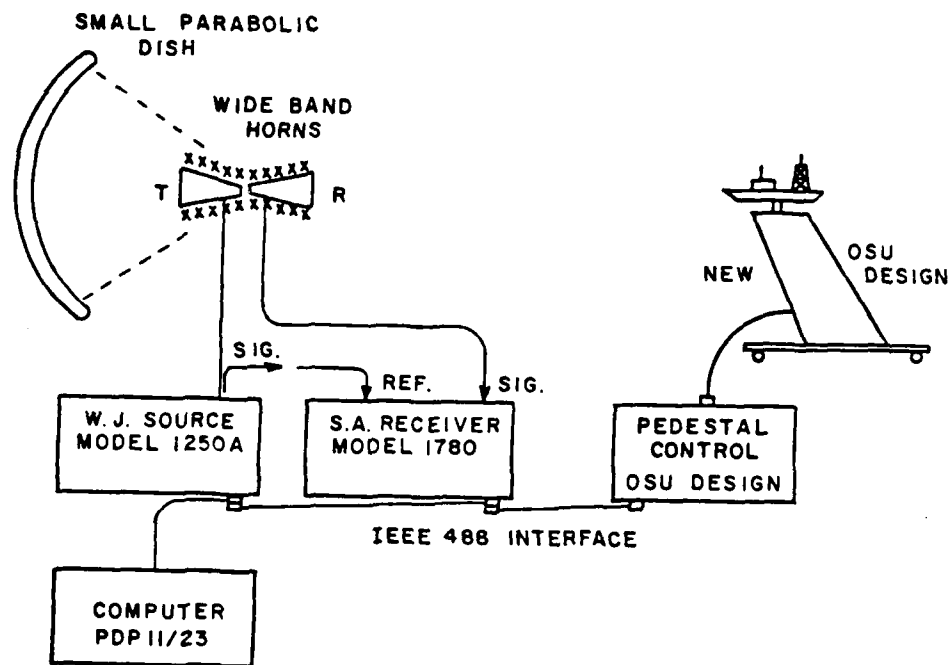 SMALL PARABOLIC
DISH
WIDE BAND
HORNS
T
R
NEW
OSU
DESIGN
SIG.
REF.
SIG.
W. J. SOURCE
MODEL 1250A
S.A. RECEIVER
MODEL 1780
PEDESTAL
CONTROL
OSU DESIGN
IEEE 488 INTERFACE
COMPUTER
PDP 11/23